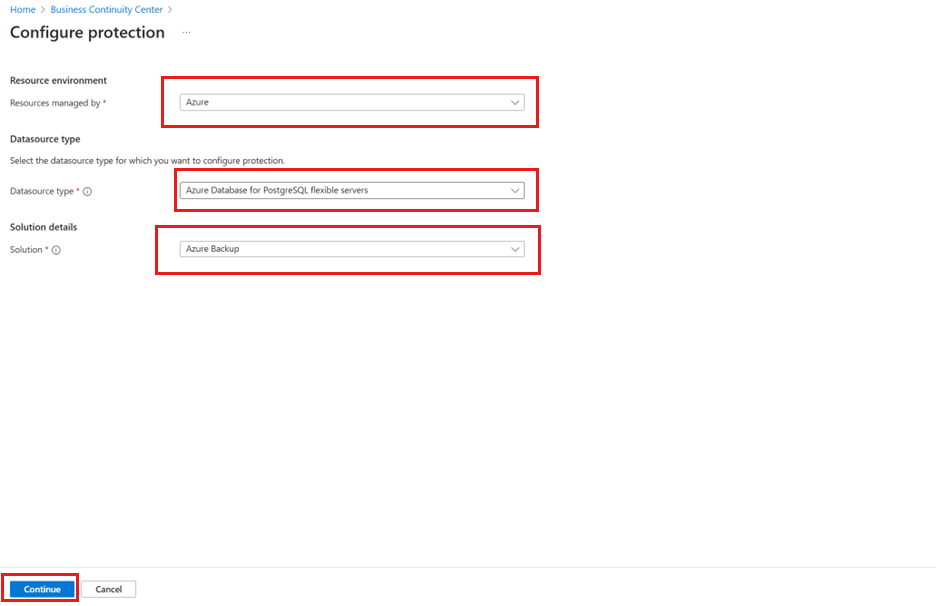 Home > Business Continuity Center >
Configure protection ...
Resource environment
Resources managed by * Azure
Datasource type
Select the datasource type for which you want to configure protection.
Datasource type * Azure Database for PostgreSQL flexible servers
Solution details
Solution * Azure Backup
Continue Cancel